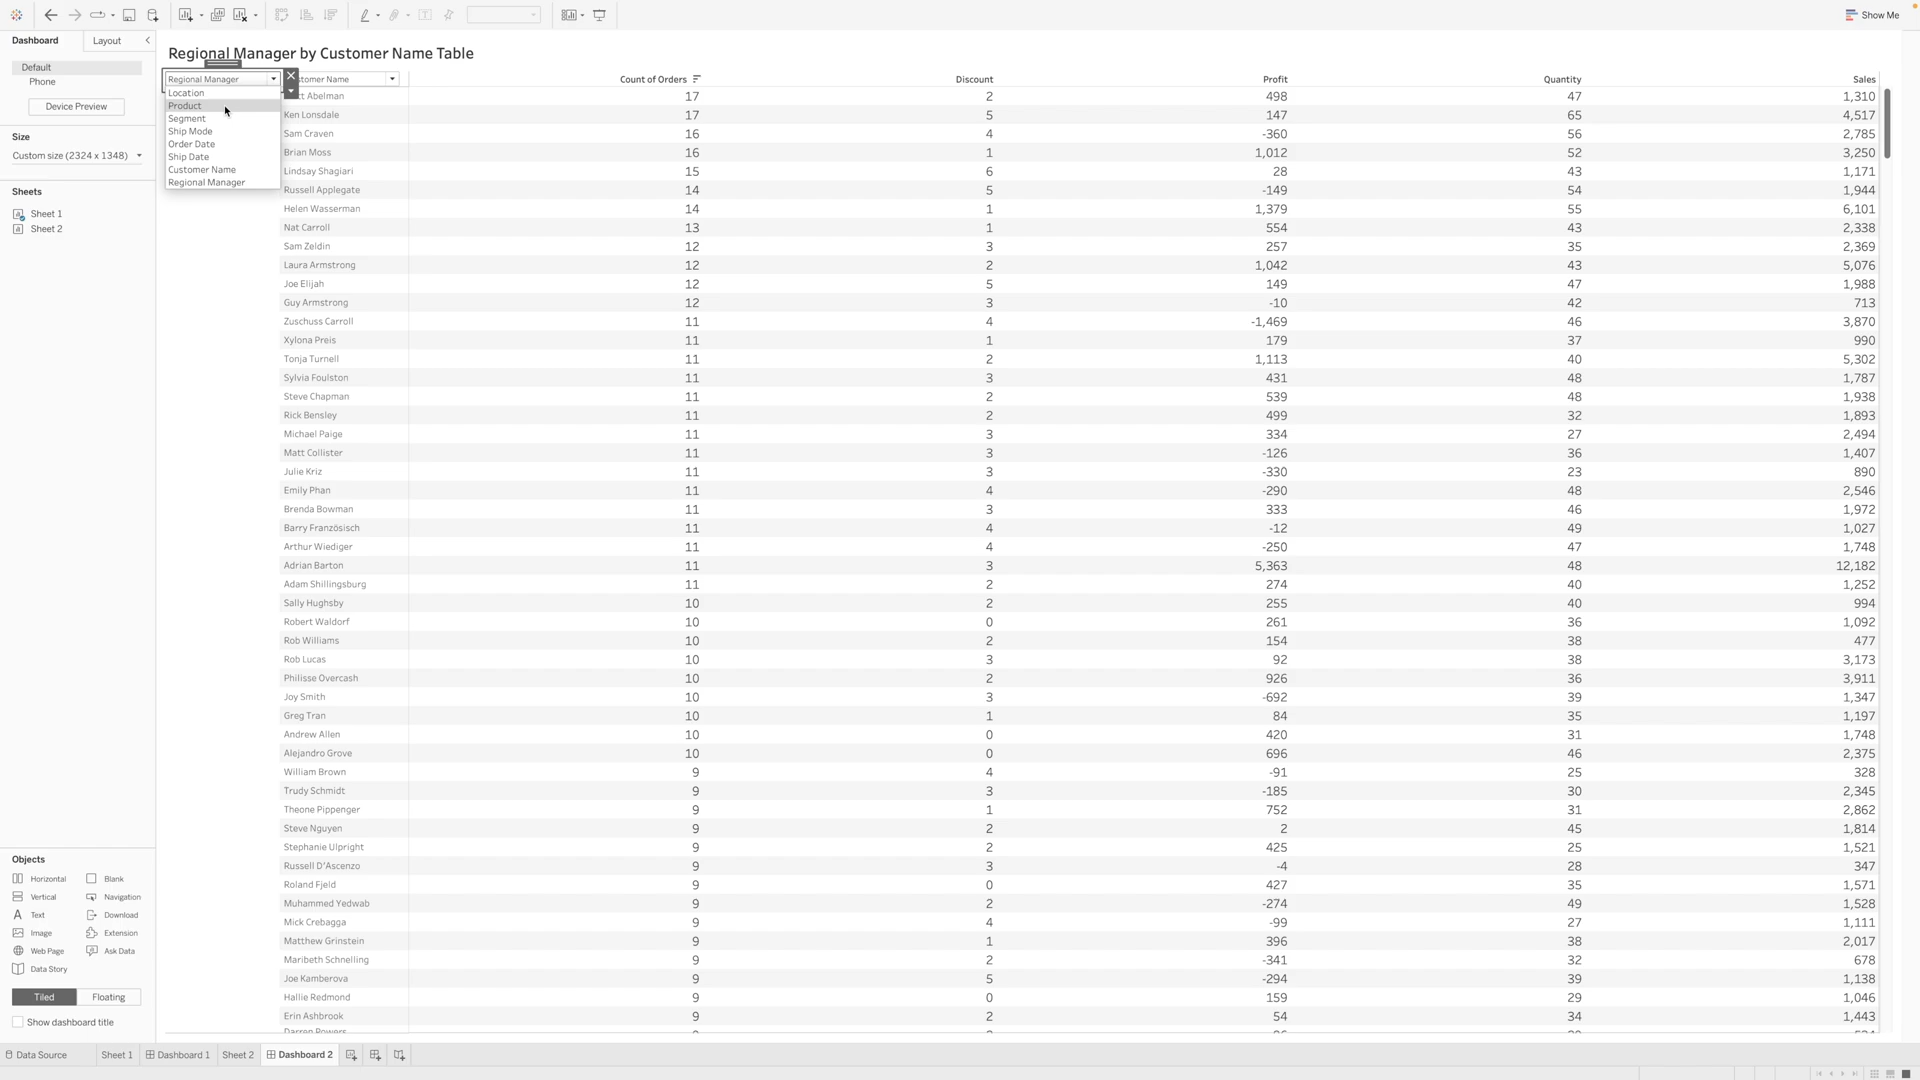 Show Me
Dashboard Layout
Default
Phone
Device Preview
Size
Custom size (2324 x 1348)
Sheets
Sheet 1
Sheet 2
Objects
Horizontal Blank
Vertical Navigation
Text Download
Image Extension
Web Page Ask Data
Data Story
Tiled Floating
Show dashboard title
Regional Manager by Customer Name Table
Regional Manager
Location
Product
Segment
Ship Mode
Order Date
Ship Date
Customer Name
Regional Manager
Name Count of Orders Discount Profit Quantity Sales
Abelman 17 2 498 47 1,310
Ken Lonsdale 17 5 147 65 4,517
Sam Craven 16 4 -360 56 2,785
Brian Moss 16 1 1,012 52 3,250
Lindsay Shagiari 15 6 28 43 1,171
Russell Applegate 14 5 -149 54 1,944
Helen Wasserman 14 1 1,379 55 6,101
Nat Carroll 13 1 554 43 2,338
Sam Zeldin 12 3 257 35 2,369
Laura Armstrong 12 2 1,042 43 5,076
Joe Elijah 12 5 149 47 1,988
Guy Armstrong 12 3 -10 42 713
Zuschuss Carroll 11 4 -1,469 46 3,870
Xylona Preis 11 1 179 37 990
Tonja Turnell 11 2 1,113 40 5,302
Sylvia Foulston 11 3 431 48 1,787
Steve Chapman 11 2 539 48 1,938
Rick Bensley 11 2 499 32 1,893
Michael Paige 11 3 334 27 2,494
Matt Collister 11 3 -126 36 1,407
Julie Kriz 11 3 -330 23 890
Emily Phan 11 4 -290 48 2,546
Brenda Bowman 11 3 333 46 1,972
Barry Französisch 11 4 -12 49 1,027
Arthur Wiediger 11 4 -250 47 1,748
Adrian Barton 11 3 5,363 48 12,182
Adam Shillingsburg 11 2 274 40 1,252
Sally Hughsby 10 2 255 40 994
Robert Waldorf 10 0 261 36 1,092
Rob Williams 10 2 154 38 477
Rob Lucas 10 3 92 38 3,173
Philisse Overcash 10 2 926 36 3,911
Joy Smith 10 3 -692 39 1,347
Greg Tran 10 1 84 35 1,197
Andrew Allen 10 0 420 31 1,748
Alejandro Grove 10 0 696 46 2,375
William Brown 9 4 -91 25 328
Trudy Schmidt 9 3 -185 30 2,345
Theone Pippenger 9 1 752 31 2,862
Steve Nguyen 9 2 2 45 1,814
Stephanie Ulpright 9 2 425 25 1,521
Russell D'Ascenzo 9 3 -4 28 347
Roland Fjeld 9 0 427 35 1,571
Muhammed Yedwab 9 2 -274 49 1,528
Mick Crebagga 9 4 -99 27 1,111
Matthew Grinstein 9 1 396 38 2,017
Maribeth Schnelling 9 2 -341 32 678
Joe Kamberova 9 5 -294 39 1,138
Hallie Redmond 9 0 159 29 1,046
Erin Ashbrook 9 2 54 34 1,443
Darren Powers
Data Source Sheet 1 Dashboard 1 Sheet 2 Dashboard 2